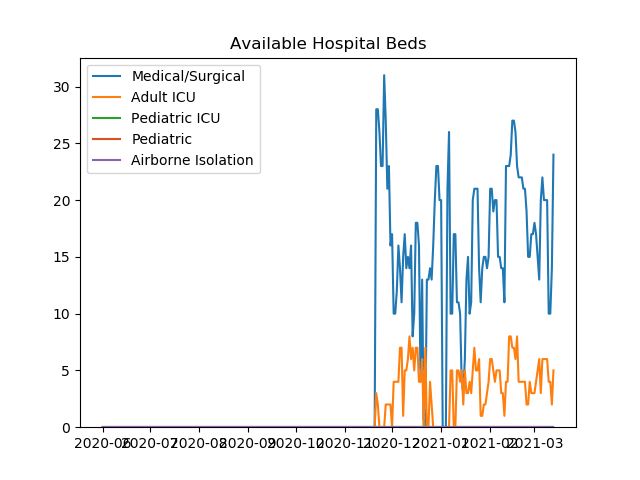 Available Hospital Beds
Medical/Surgical
Adult ICU
Pediatric ICU
Pediatric
Airborne Isolation
30
25
20
15
10
5
0
2020-06 2020-07 2020-08 2020-09 2020-10 2020-11 2020-12 2021-01 2021-02 2021-03